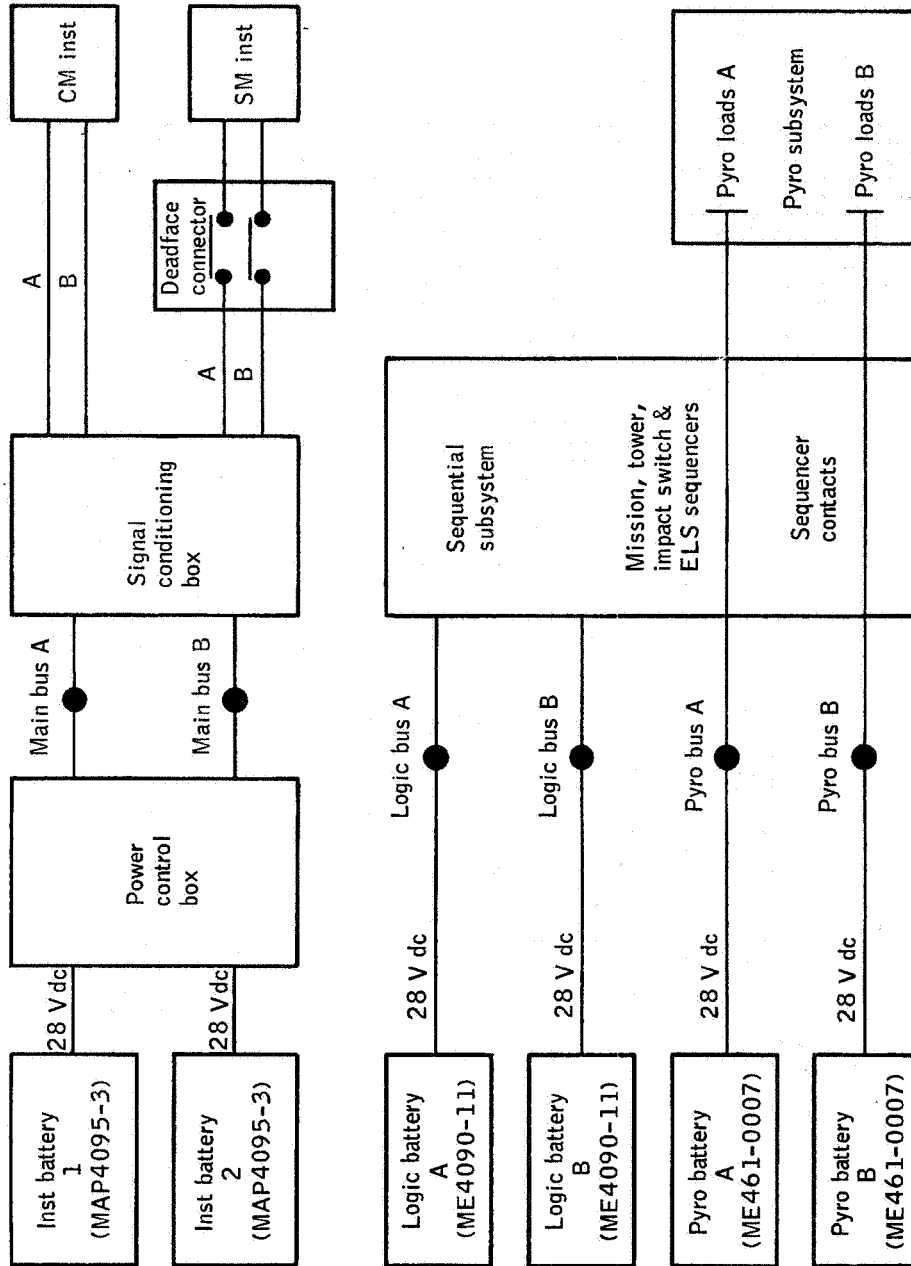 Inst battery
1
(MAP4095-3)
28 V dc
Inst battery
2
(MAP4095-3)
28 V dc
Power
control
box
Main bus A
Main bus B
Signal
conditioning
box
A
B
CM inst
A
B
Deadface
connector
SM inst
Logic battery
A
(ME4090-11)
28 V dc
Logic bus A
Logic battery
B
(ME4090-11)
Logic bus B
Pyro battery
A
(ME461-0007)
28 V dc
Pyro bus A
Pyro battery
B
(ME461-0007)
28 V dc
Pyro bus B
Sequential
subsystem
Mission, tower,
impact switch &
ELS sequencers
Sequencer
contacts
Pyro loads A
Pyro subsystem
Pyro loads B